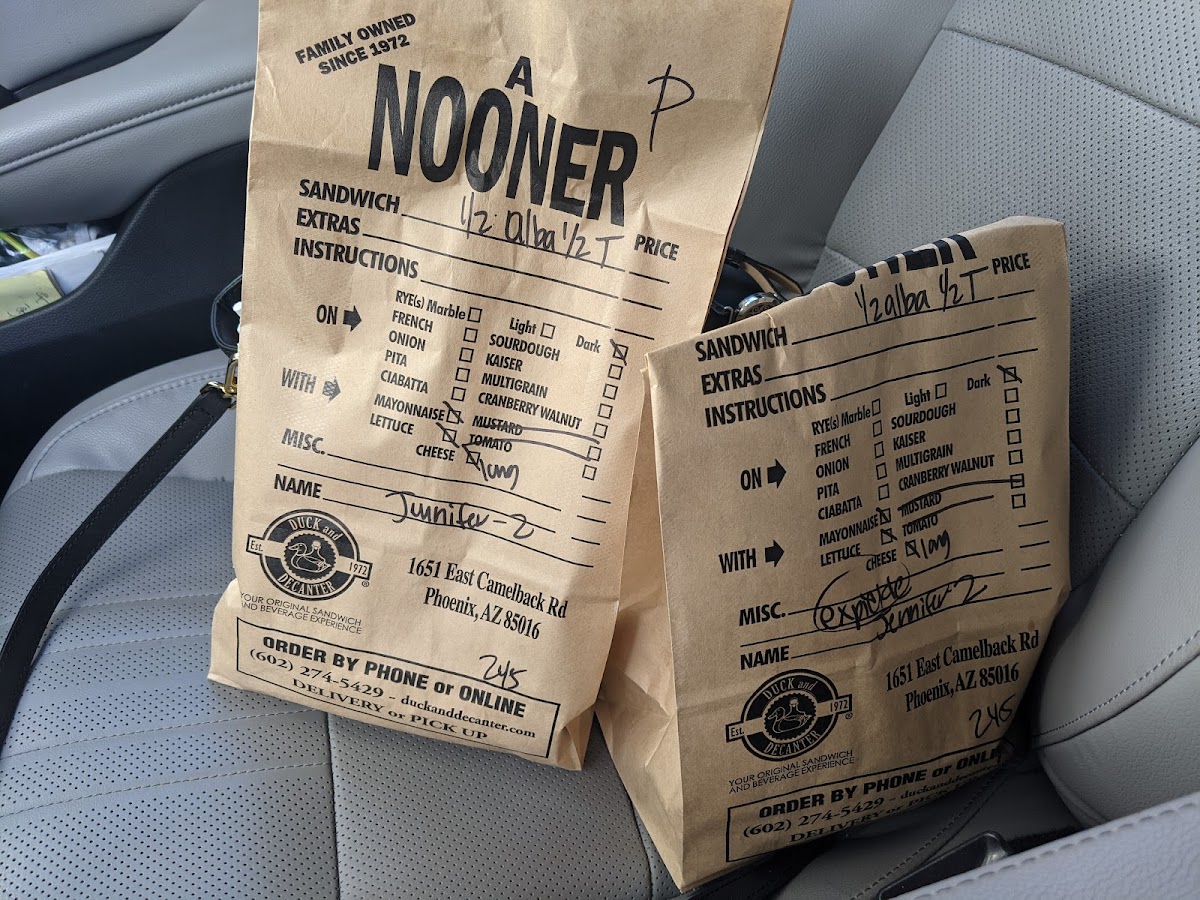 FAMILY OWNED
SINCE 1972
A
NOONER
P
SANDWICH 1/2 alba 1/2 T PRICE
EXTRAS
INSTRUCTIONS
ON
RYE(s) Marble Light Dark
FRENCH SOURDOUGH
ONION KAISER
PITA MULTIGRAIN
CIABATTA CRANBERRY WALNUT
WITH
MAYONNAISE MUSTARD
LETTUCE TOMATO
CHEESE
MISC.
NAME Jennifer-2
DUCK and
Est. 1972
DECANTER
®
YOUR ORIGINAL SANDWICH
AND BEVERAGE EXPERIENCE
1651 East Camelback Rd
Phoenix, AZ 85016
245
ORDER BY PHONE or ONLINE
(602) 274-5429 - duckanddecanter.com
DELIVERY or PICK UP
SANDWICH 1/2 alba 1/2 T PRICE
EXTRAS
INSTRUCTIONS
ON
RYE(s) Marble Light Dark
FRENCH SOURDOUGH
ONION KAISER
PITA MULTIGRAIN
CIABATTA CRANBERRY WALNUT
WITH
MAYONNAISE MUSTARD
LETTUCE TOMATO
CHEESE
MISC. explode
NAME Jennifer-2
DUCK and
Est. 1972
DECANTER
®
YOUR ORIGINAL SANDWICH
AND BEVERAGE EXPERIENCE
1651 East Camelback Rd
Phoenix, AZ 85016
245
ORDER BY PHONE or
(602) 274-5429 -
DELIVERY or